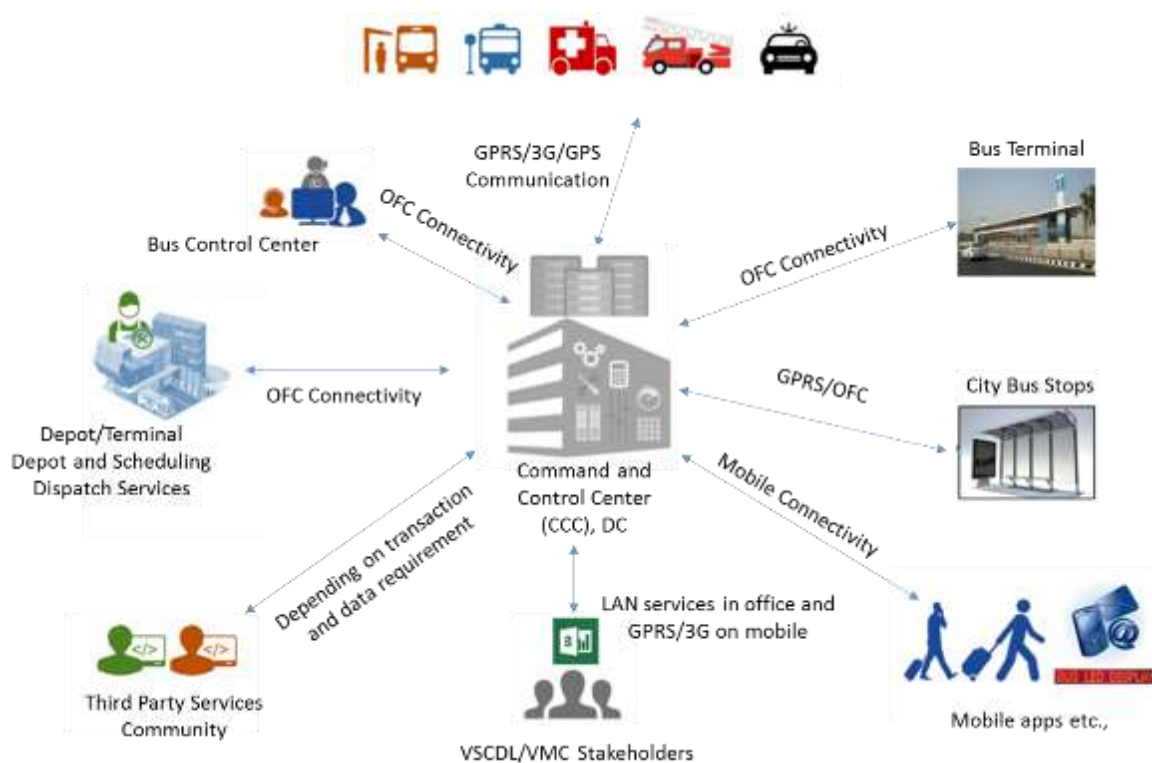 GPRS/3G/GPS
Communication
Bus Terminal
OFC Connectivity
Bus Control Center
OFC Connectivity
OFC Connectivity
GPRS/OFC
City Bus Stops
Depot/Terminal
Depot and Scheduling
Dispatch Services
Command and
Control Center
(CCC), DC
Mobile Connectivity
Depending on transaction
and data requirement
LAN services in office and
GPRS/3G on mobile
</>
</>
@
Third Party Services
Community
VSCDL/VMC Stakeholders
BUS LED DISPLAY
Mobile apps etc.,